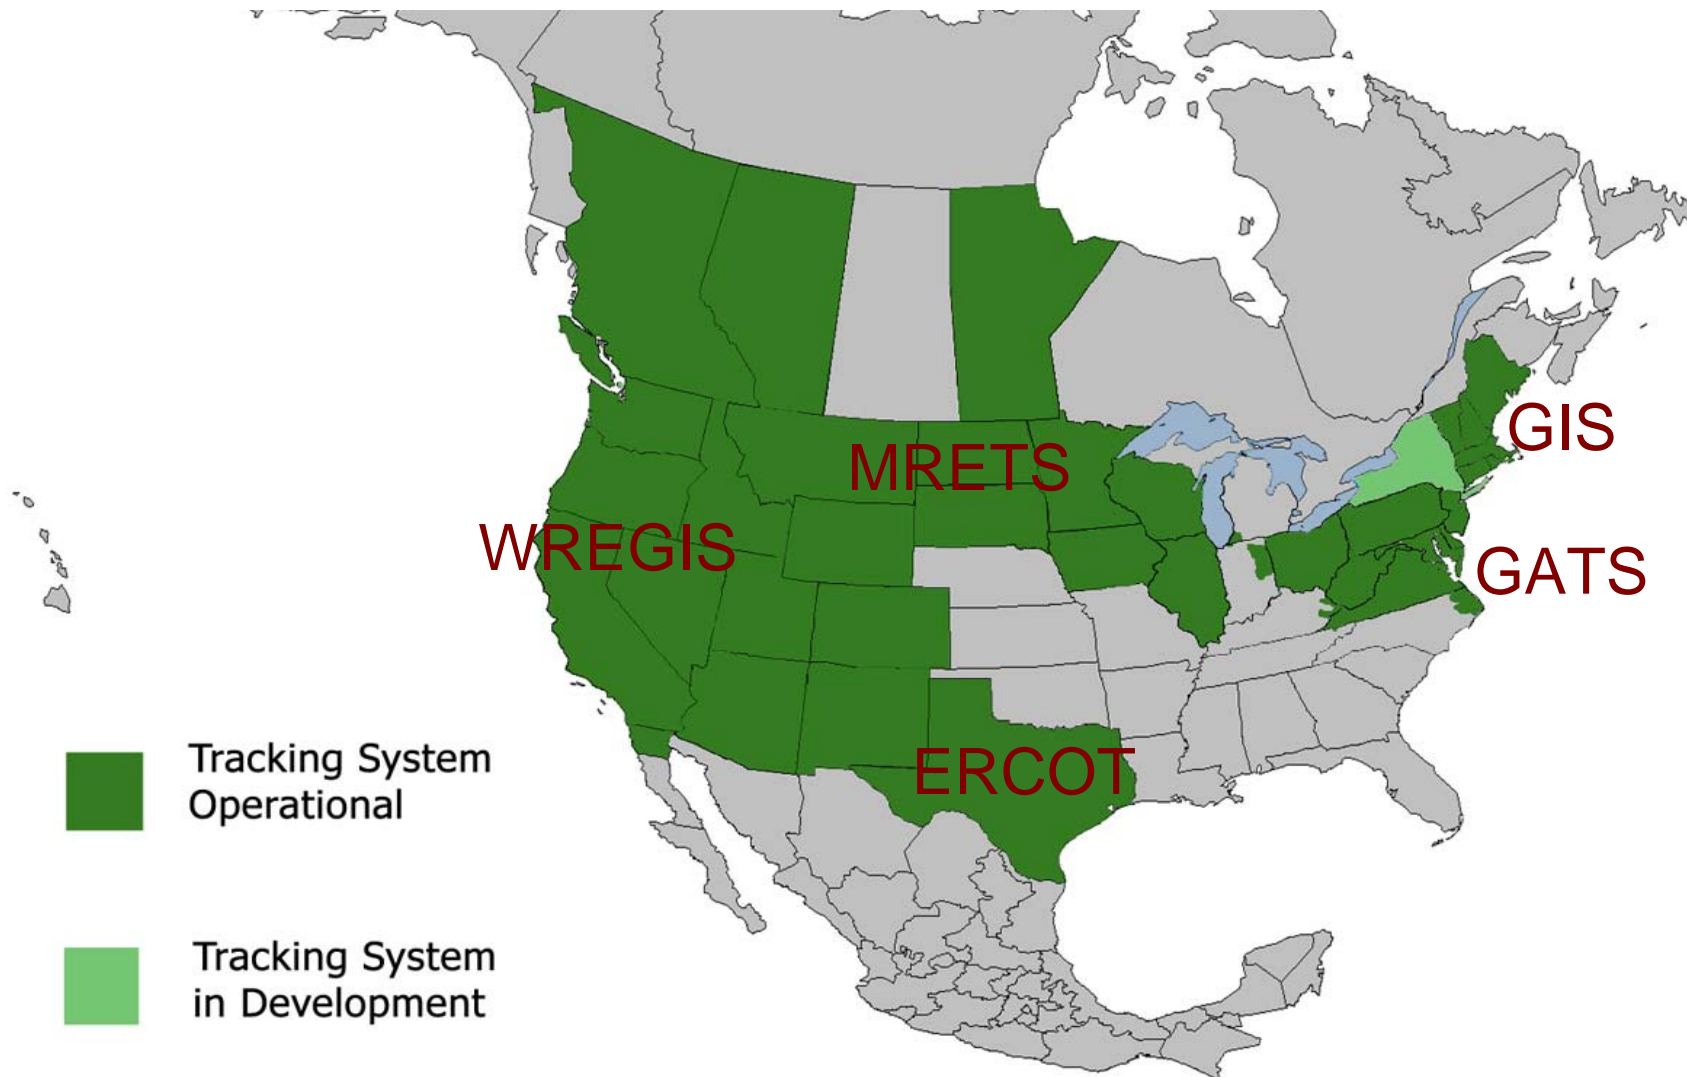 GIS
MRETS
WREGIS
GATS
ERCOT
Tracking System
Operational
Tracking System
in Development